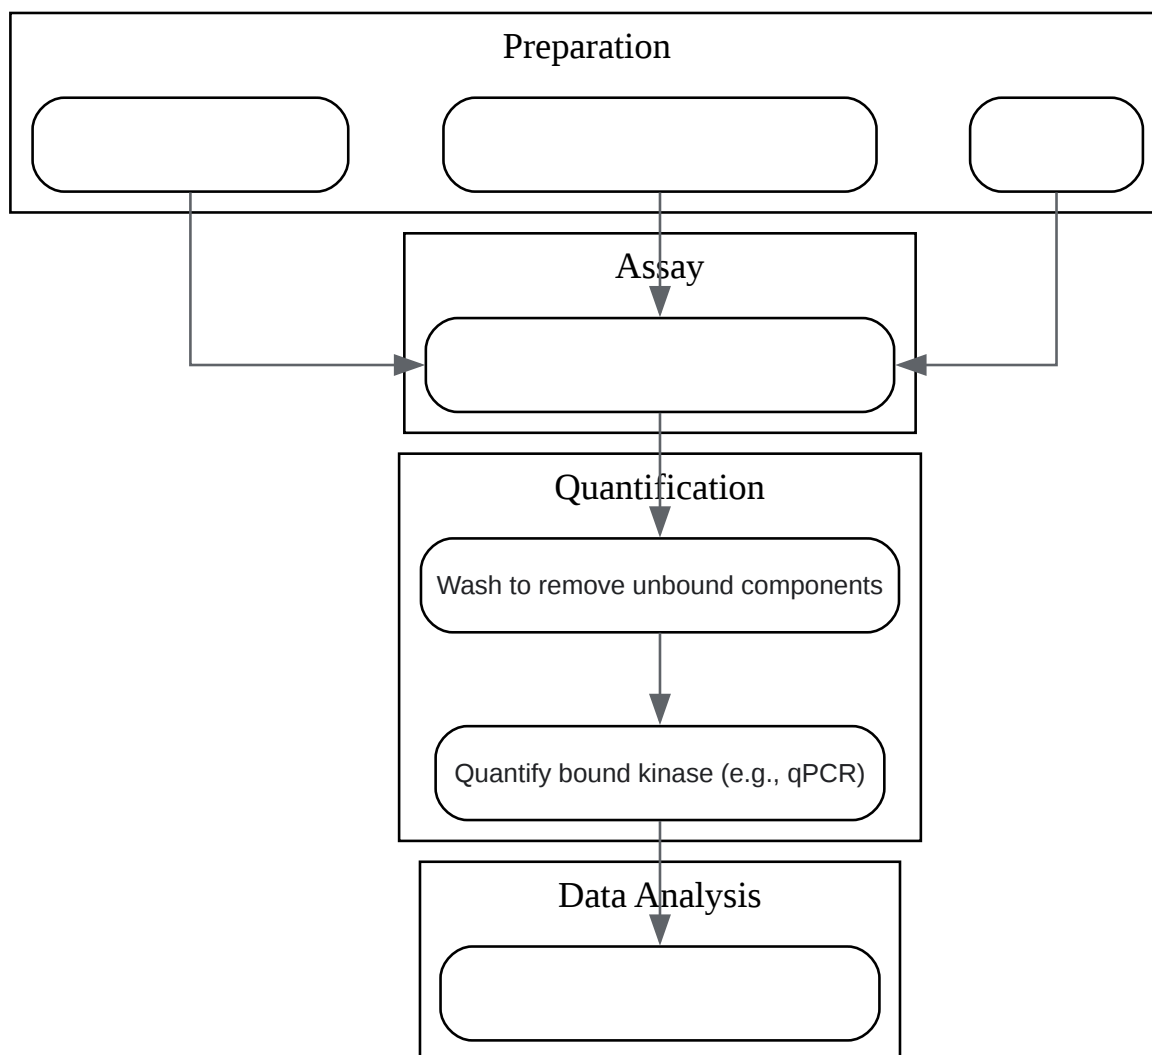 Preparation
Assay
Quantification
Wash to remove unbound components
Quantify bound kinase (e.g., qPCR)
Data Analysis